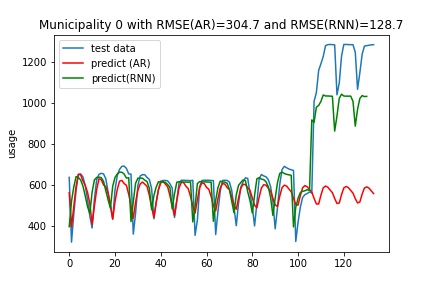 Municipality 0 with RMSE(AR)=304.7 and RMSE(RNN)=128.7
test data
predict (AR)
predict(RNN)
usage
1200
1000
800
600
400
0 20 40 60 80 100 120